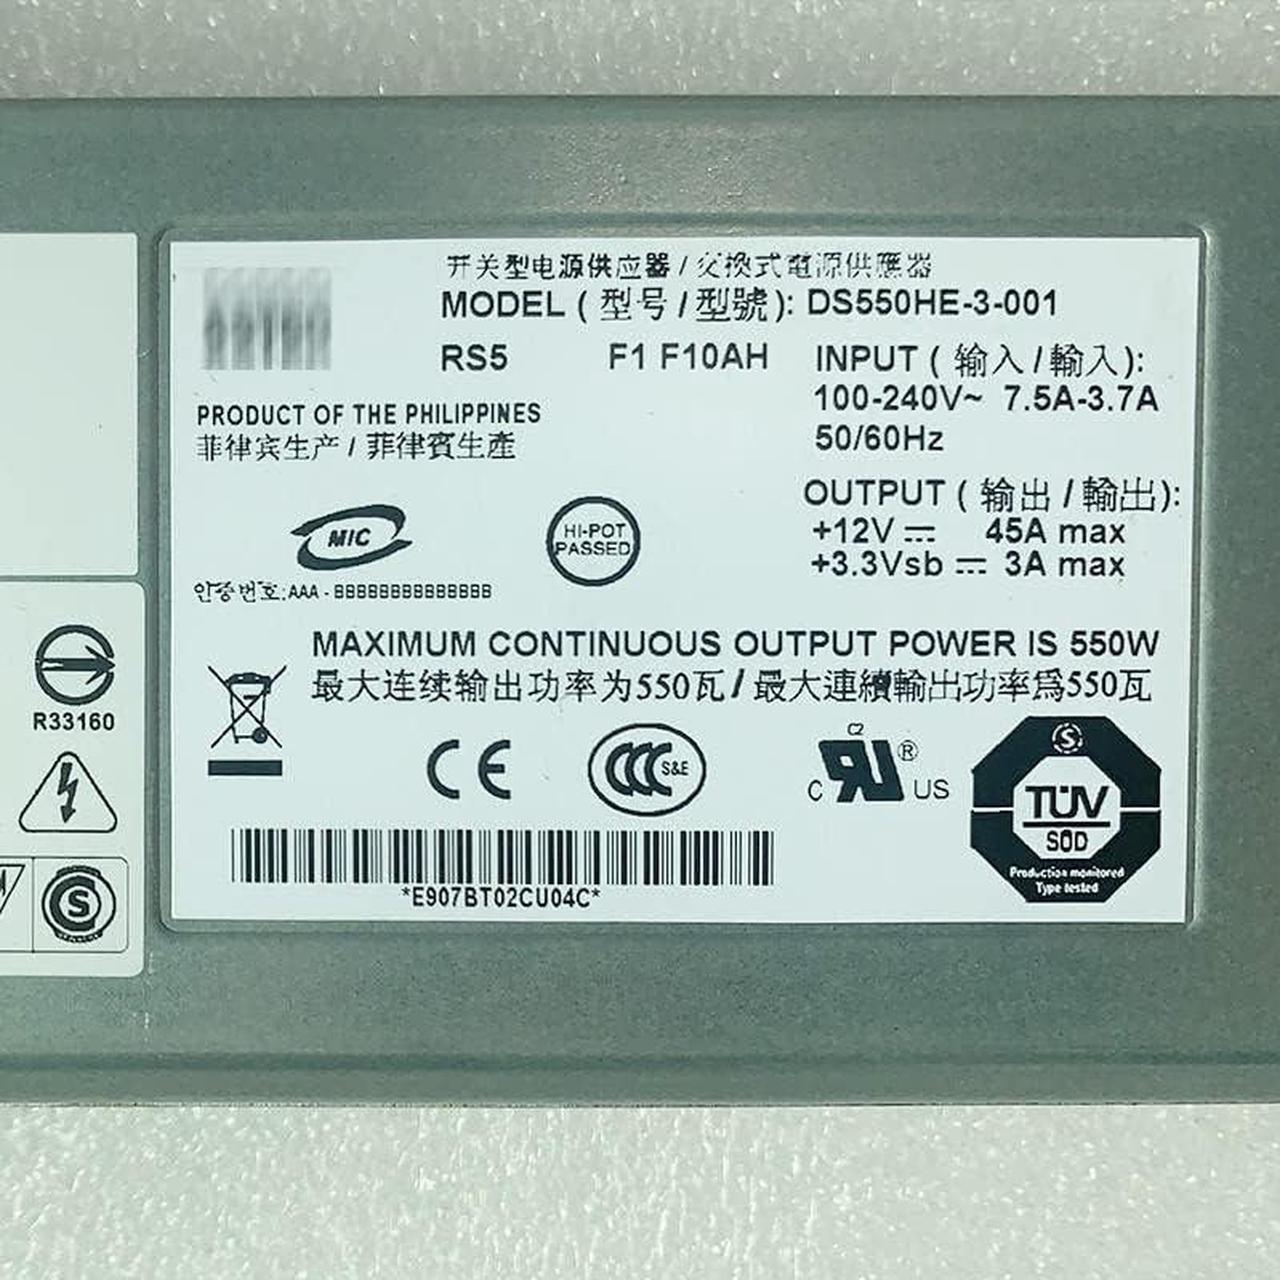 开关型电源供应器 / 交換式電源供應器
MODEL ( 型号 / 型號 ): DS550HE-3-001
RS5 F1 F10AH
INPUT ( 输入 / 輸入 ):
100-240V~ 7.5A-3.7A
50/60Hz
PRODUCT OF THE PHILIPPINES
菲律宾生产 / 菲律賓生產
OUTPUT ( 输出 / 輸出 ):
+12V ⎓ 45A max
+3.3Vsb ⎓ 3A max
MIC
HI-POT
PASSED
안증번호:AAA - BBBBBBBBBBBBBBB
MAXIMUM CONTINUOUS OUTPUT POWER IS 550W
最大连续输出功率为550瓦 / 最大連續輸出功率爲550瓦
R33160
CE
CCC S&E
C2
C UL ® US
S
TÜV
SÜD
Production monitored
Type tested
*E907BT02CU04C*
S